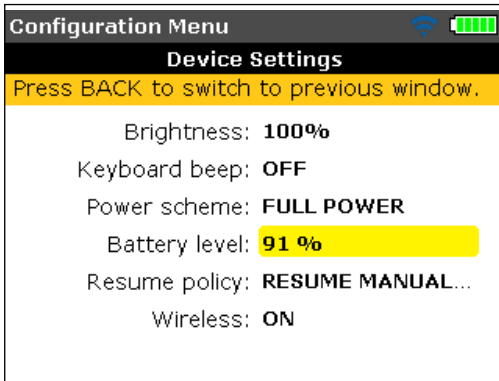 Configuration Menu
Device Settings
Press BACK to switch to previous window.
Brightness: 100%
Keyboard beep: OFF
Power scheme: FULL POWER
Battery level: 91 %
Resume policy: RESUME MANUAL...
Wireless: ON